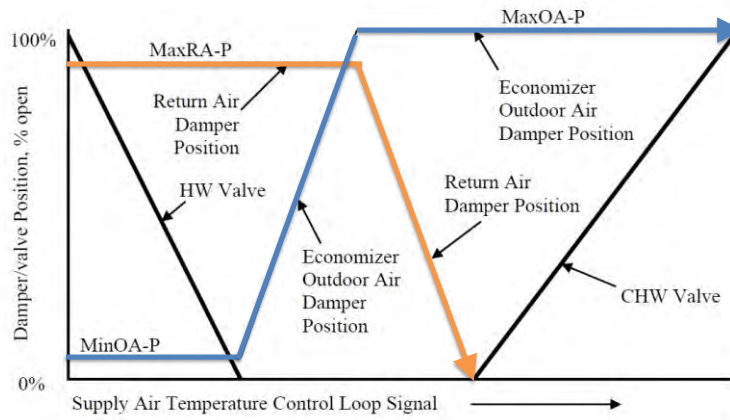 100%
MaxRA-P
MaxOA-P
Return Air
Damper
Position
Economizer
Outdoor Air
Damper Position
HW Valve
Return Air
Damper Position
Economizer
Outdoor Air
Damper
Position
CHW Valve
MinOA-P
0%
Damper/valve Position, % open
Supply Air Temperature Control Loop Signal